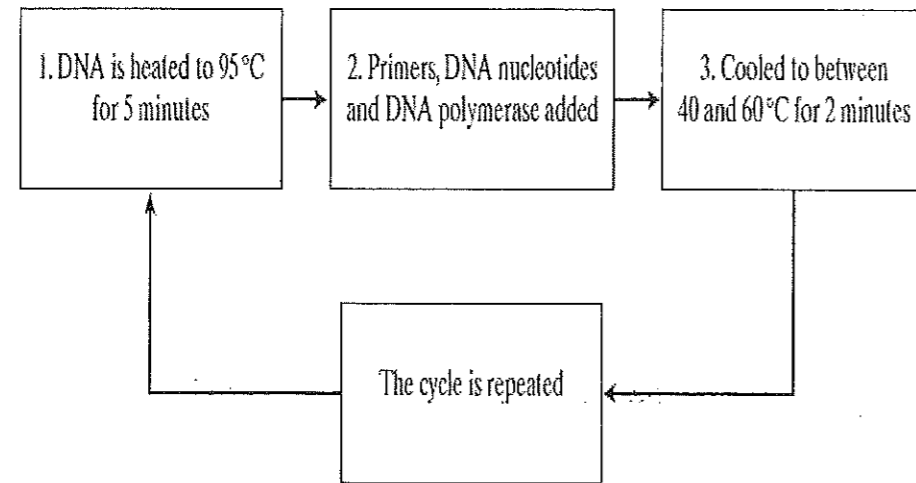 1. DNA is heated to 95°C
for 5 minutes
2. Primers, DNA nucleotides
and DNA polymerase added
3. Cooled to between
40 and 60°C for 2 minutes
The cycle is repeated